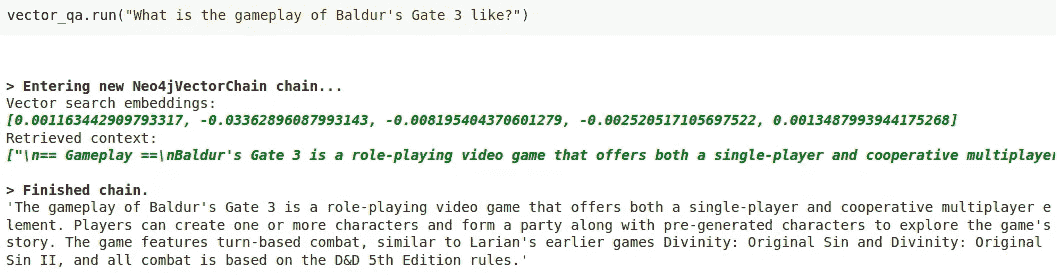 vector_qa.run("What is the gameplay of Baldur's Gate 3 like?")
> Entering new Neo4jVectorChain chain...
Vector search embeddings:
[0.001163442909793317, -0.03362896087993143, -0.008195404370601279, -0.002520517105697522, 0.0013487993944175268]
Retrieved context:
["\n== Gameplay ==\nBaldur's Gate 3 is a role-playing video game that offers both a single-player and cooperative multiplayer
> Finished chain.
'The gameplay of Baldur's Gate 3 is a role-playing video game that offers both a single-player and cooperative multiplayer e
lement. Players can create one or more characters and form a party along with pre-generated characters to explore the game's
story. The game features turn-based combat, similar to Larian's earlier games Divinity: Original Sin and Divinity: Original
Sin II, and all combat is based on the D&D 5th Edition rules.'